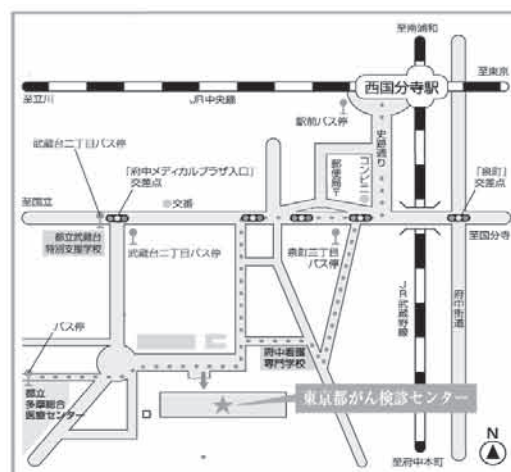 至南浦和
至東京
西国分寺駅
至立川
JR中央線
駅前バス停
史跡通り
武蔵台二丁目バス停
郵便局〒
コンビニ
「府中メディカルプラザ入口」
交差点
「泉町」
交差点
交番
至国立
至国分寺
都立武蔵台
特別支援学校
武蔵台二丁目バス停
泉町三丁目
バス停
JR武蔵野線
府中街道
バス停
府中看護
専門学校
都立
多摩総合
医療センター
東京都がん検診センター
N
至府中本町